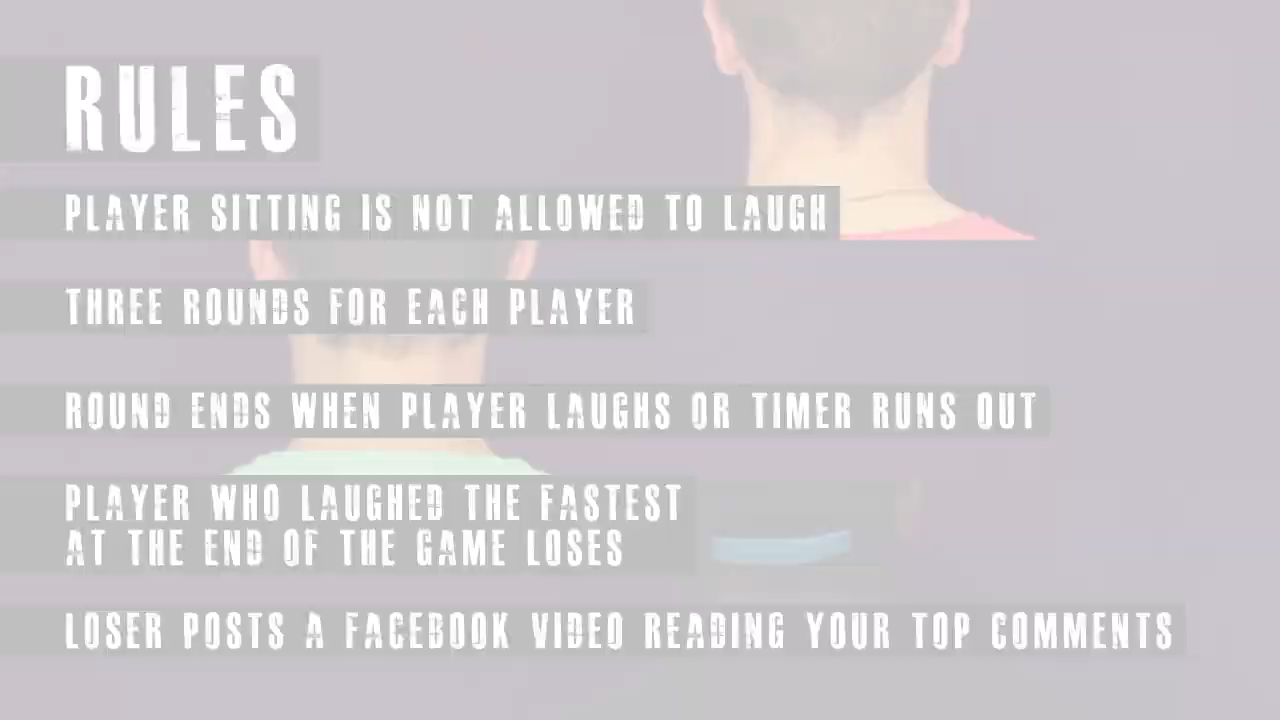 RULES
PLAYER SITTING IS NOT ALLOWED TO LAUGH
THREE ROUNDS FOR EACH PLAYER
ROUND ENDS WHEN PLAYER LAUGHS OR TIMER RUNS OUT
PLAYER WHO LAUGHED THE FASTEST
AT THE END OF THE GAME LOSES
LOSER POSTS A FACEBOOK VIDEO READING YOUR TOP COMMENTS